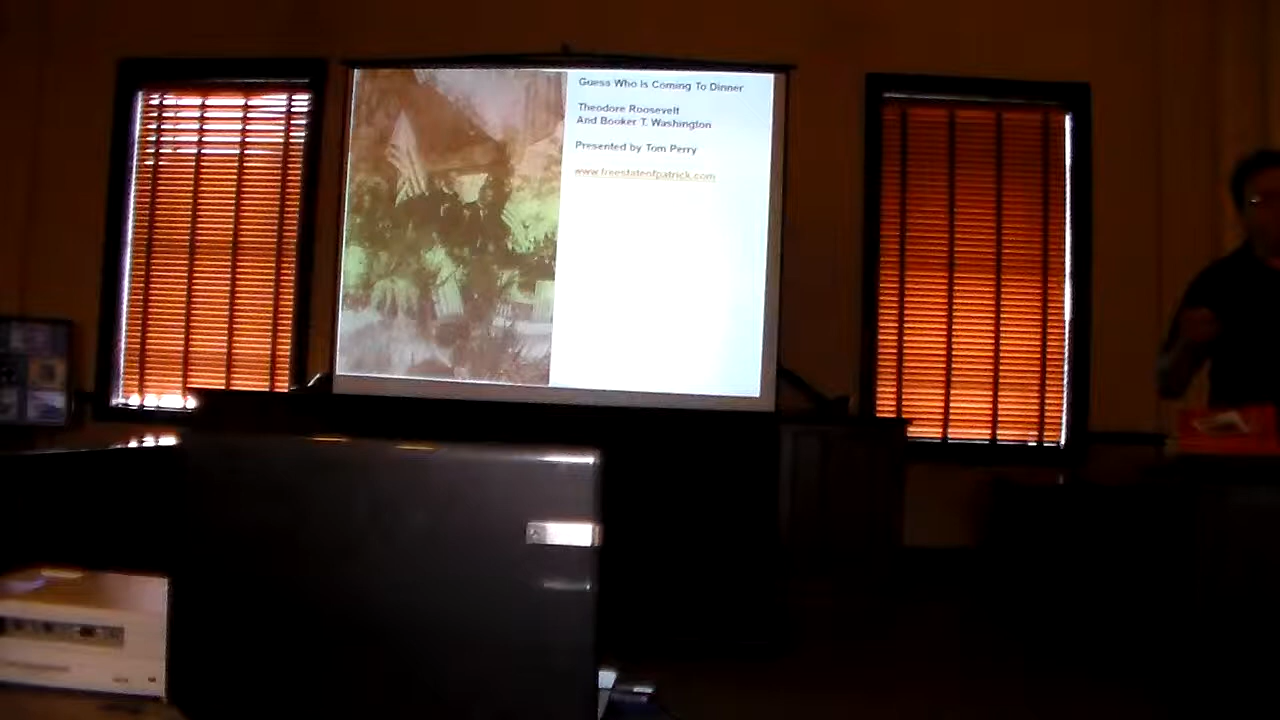 Guess Who Is Coming To Dinner
Theodore Roosevelt
And Booker T. Washington
Presented by Tom Perry
www.freestateofpatrick.com